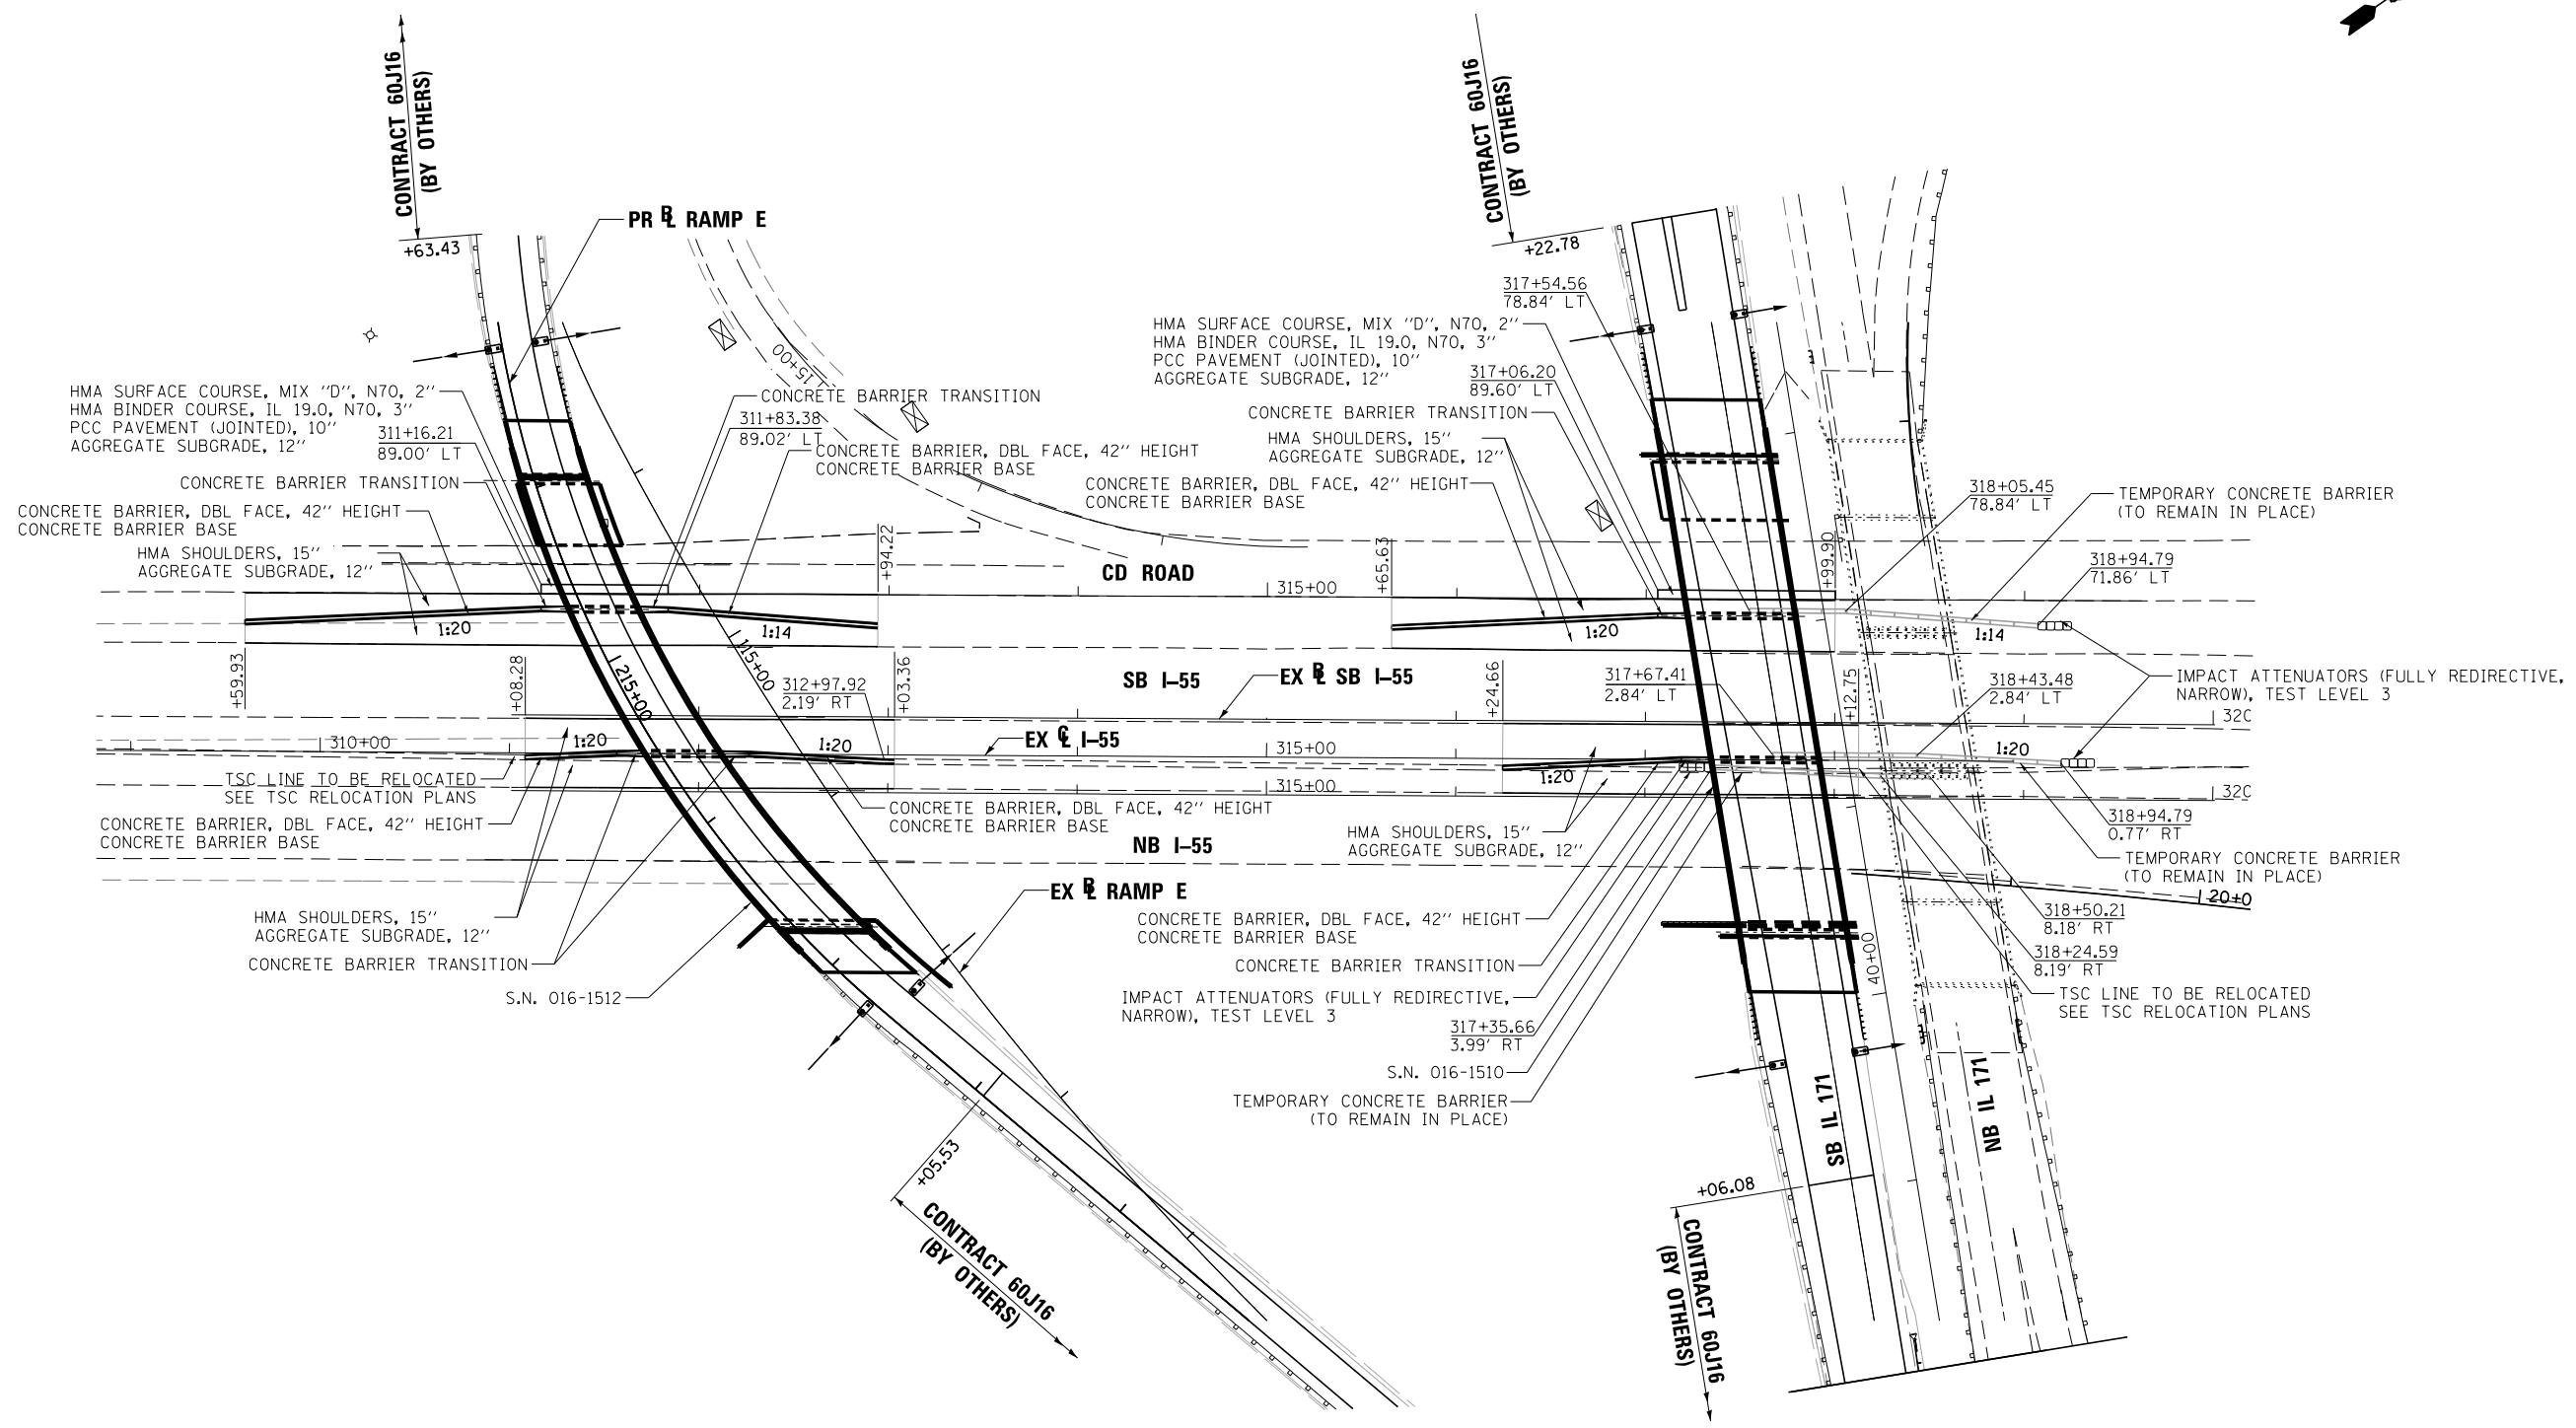 CONTRACT 60J16
(BY OTHERS)
+63.43
PR BL RAMP E
CONTRACT 60J16
(BY OTHERS)
+22.78
317+54.56
78.84' LT
HMA SURFACE COURSE, MIX "D", N70, 2"
HMA BINDER COURSE, IL 19.0, N70, 3"
PCC PAVEMENT (JOINTED), 10"
AGGREGATE SUBGRADE, 12"
317+06.20
89.60' LT
CONCRETE BARRIER TRANSITION
HMA SHOULDERS, 15"
AGGREGATE SUBGRADE, 12"
CONCRETE BARRIER, DBL FACE, 42" HEIGHT
CONCRETE BARRIER BASE
HMA SURFACE COURSE, MIX "D", N70, 2"
HMA BINDER COURSE, IL 19.0, N70, 3"
PCC PAVEMENT (JOINTED), 10"
AGGREGATE SUBGRADE, 12"
311+16.21
89.00' LT
CONCRETE BARRIER TRANSITION
CONCRETE BARRIER, DBL FACE, 42" HEIGHT
CONCRETE BARRIER BASE
HMA SHOULDERS, 15"
AGGREGATE SUBGRADE, 12"
115+00
CONCRETE BARRIER TRANSITION
311+83.38
89.02' LT
CONCRETE BARRIER, DBL FACE, 42" HEIGHT
CONCRETE BARRIER BASE
+94.22
+65.63
+99.90
318+05.45
78.84' LT
TEMPORARY CONCRETE BARRIER
(TO REMAIN IN PLACE)
318+94.79
71.86' LT
CD ROAD
315+00
1:20
1:14
1:20
1:14
+59.93
+08.28
215+00
115+00
312+97.92
2.19' RT
+03.36
SB I-55
EX BL SB I-55
+24.66
317+67.41
2.84' LT
+12.75
318+43.48
2.84' LT
IMPACT ATTENUATORS (FULLY REDIRECTIVE,
NARROW), TEST LEVEL 3
320
310+00
1:20
1:20
EX CL I-55
315+00
1:20
1:20
315+00
320
TSC LINE TO BE RELOCATED
SEE TSC RELOCATION PLANS
CONCRETE BARRIER, DBL FACE, 42" HEIGHT
CONCRETE BARRIER BASE
CONCRETE BARRIER, DBL FACE, 42" HEIGHT
CONCRETE BARRIER BASE
NB I-55
HMA SHOULDERS, 15"
AGGREGATE SUBGRADE, 12"
318+94.79
0.77' RT
TEMPORARY CONCRETE BARRIER
(TO REMAIN IN PLACE)
120+0
EX BL RAMP E
HMA SHOULDERS, 15"
AGGREGATE SUBGRADE, 12"
CONCRETE BARRIER TRANSITION
S.N. 016-1512
CONCRETE BARRIER, DBL FACE, 42" HEIGHT
CONCRETE BARRIER BASE
CONCRETE BARRIER TRANSITION
IMPACT ATTENUATORS (FULLY REDIRECTIVE,
NARROW), TEST LEVEL 3
317+35.66
3.99' RT
S.N. 016-1510
TEMPORARY CONCRETE BARRIER
(TO REMAIN IN PLACE)
40+00
318+50.21
8.18' RT
318+24.59
8.19' RT
TSC LINE TO BE RELOCATED
SEE TSC RELOCATION PLANS
SB IL 171
NB IL 171
+05.53
CONTRACT 60J16
(BY OTHERS)
+06.08
CONTRACT 60J16
(BY OTHERS)